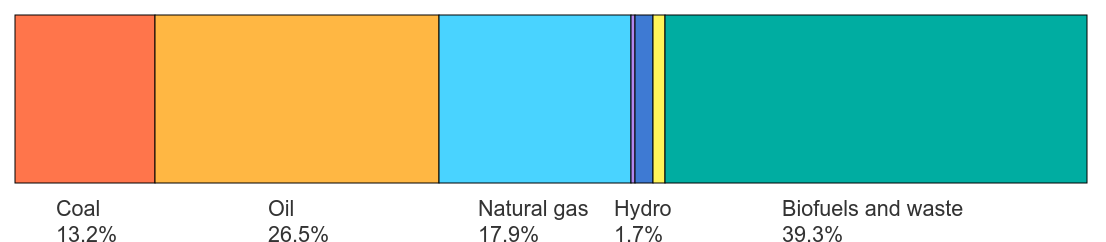 Coal Oil Natural gas Hydro Biofuels and waste
13.2% 26.5% 17.9% 1.7% 39.3%